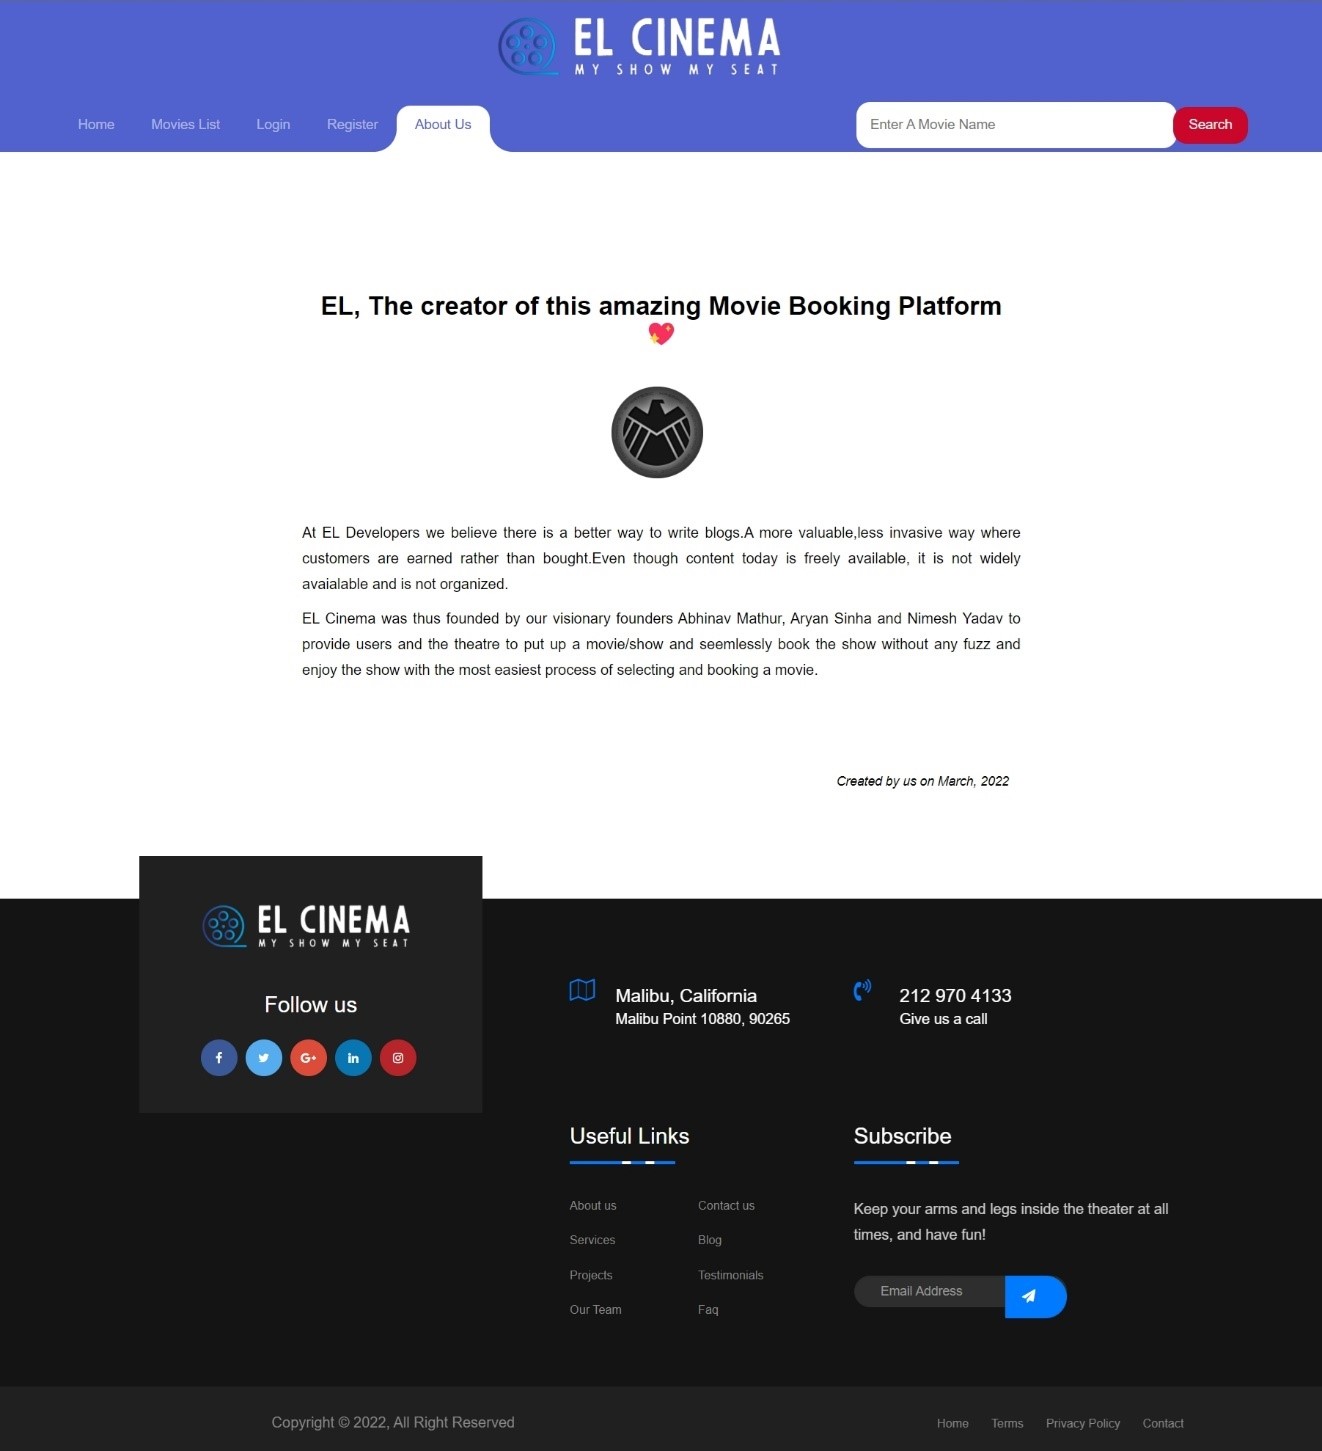 EL CINEMA
MY SHOW MY SEAT
Home Movies List Login Register About Us Enter A Movie Name Search
EL, The creator of this amazing Movie Booking Platform
💖
At EL Developers we believe there is a better way to write blogs.A more valuable,less invasive way where
customers are earned rather than bought.Even though content today is freely available, it is not widely
avaialable and is not organized.
EL Cinema was thus founded by our visionary founders Abhinav Mathur, Aryan Sinha and Nimesh Yadav to
provide users and the theatre to put up a movie/show and seemlessly book the show without any fuzz and
enjoy the show with the most easiest process of selecting and booking a movie.
Created by us on March, 2022
EL CINEMA
MY SHOW MY SEAT
Follow us
f G+ in
Malibu, California
Malibu Point 10880, 90265
212 970 4133
Give us a call
Useful Links
About us Contact us
Services Blog
Projects Testimonials
Our Team Faq
Subscribe
Keep your arms and legs inside the theater at all
times, and have fun!
Email Address
Copyright © 2022, All Right Reserved
Home Terms Privacy Policy Contact